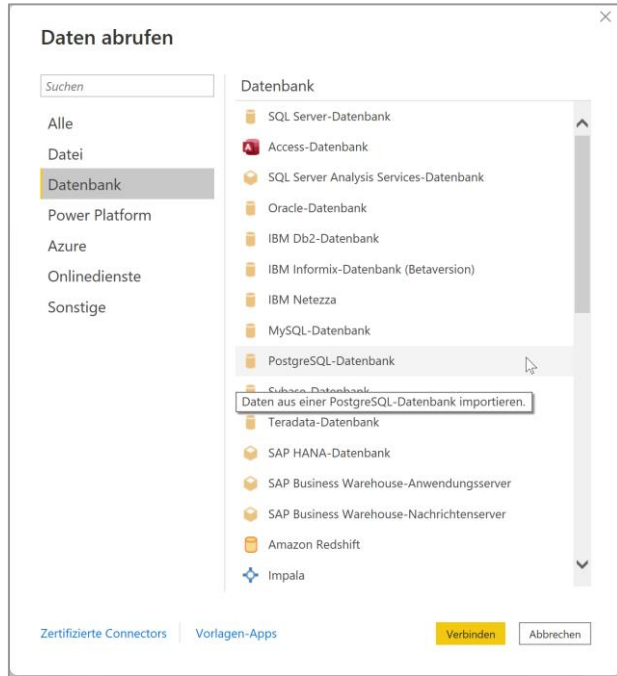 Daten abrufen
Suchen
Alle
Datei
Datenbank
Power Platform
Azure
Onlinedienste
Sonstige
Datenbank
SQL Server-Datenbank
Access-Datenbank
SQL Server Analysis Services-Datenbank
Oracle-Datenbank
IBM Db2-Datenbank
IBM Informix-Datenbank (Betaversion)
IBM Netezza
MySQL-Datenbank
PostgreSQL-Datenbank
Sybase-Datenbank
Daten aus einer PostgreSQL-Datenbank importieren.
Teradata-Datenbank
SAP HANA-Datenbank
SAP Business Warehouse-Anwendungsserver
SAP Business Warehouse-Nachrichtenserver
Amazon Redshift
Impala
Zertifizierte Connectors
Vorlagen-Apps
Verbinden
Abbrechen